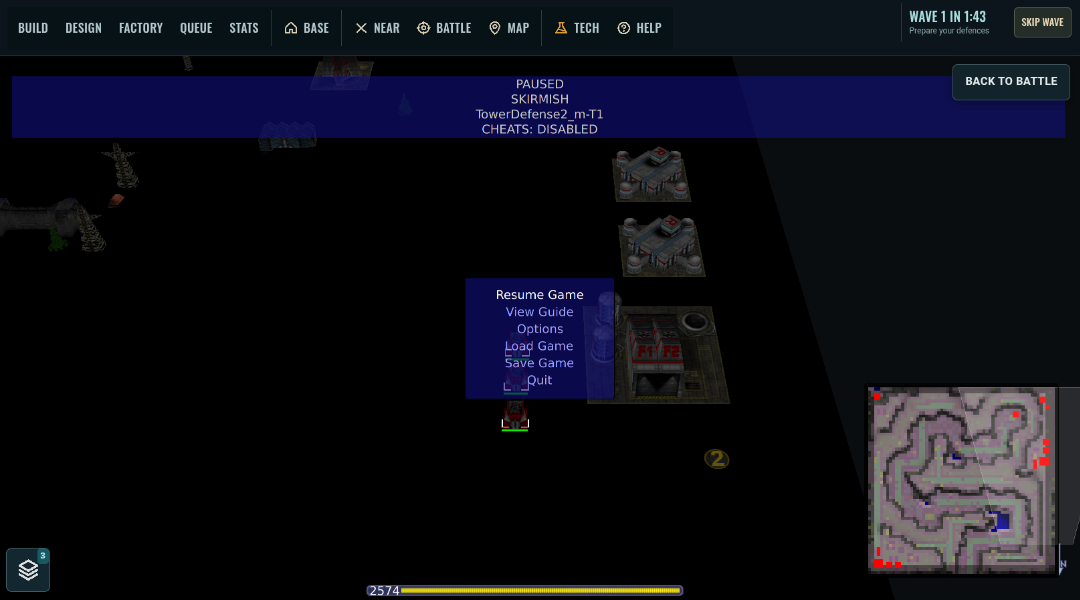 BUILD DESIGN FACTORY QUEUE STATS BASE NEAR BATTLE MAP TECH HELP
WAVE 1 IN 1:43
Prepare your defences
SKIP WAVE
BACK TO BATTLE
PAUSED
SKIRMISH
TowerDefense2_m-T1
CHEATS: DISABLED
Resume Game
View Guide
Options
Load Game
Save Game
Quit
F1 F2
2
3
2574
N